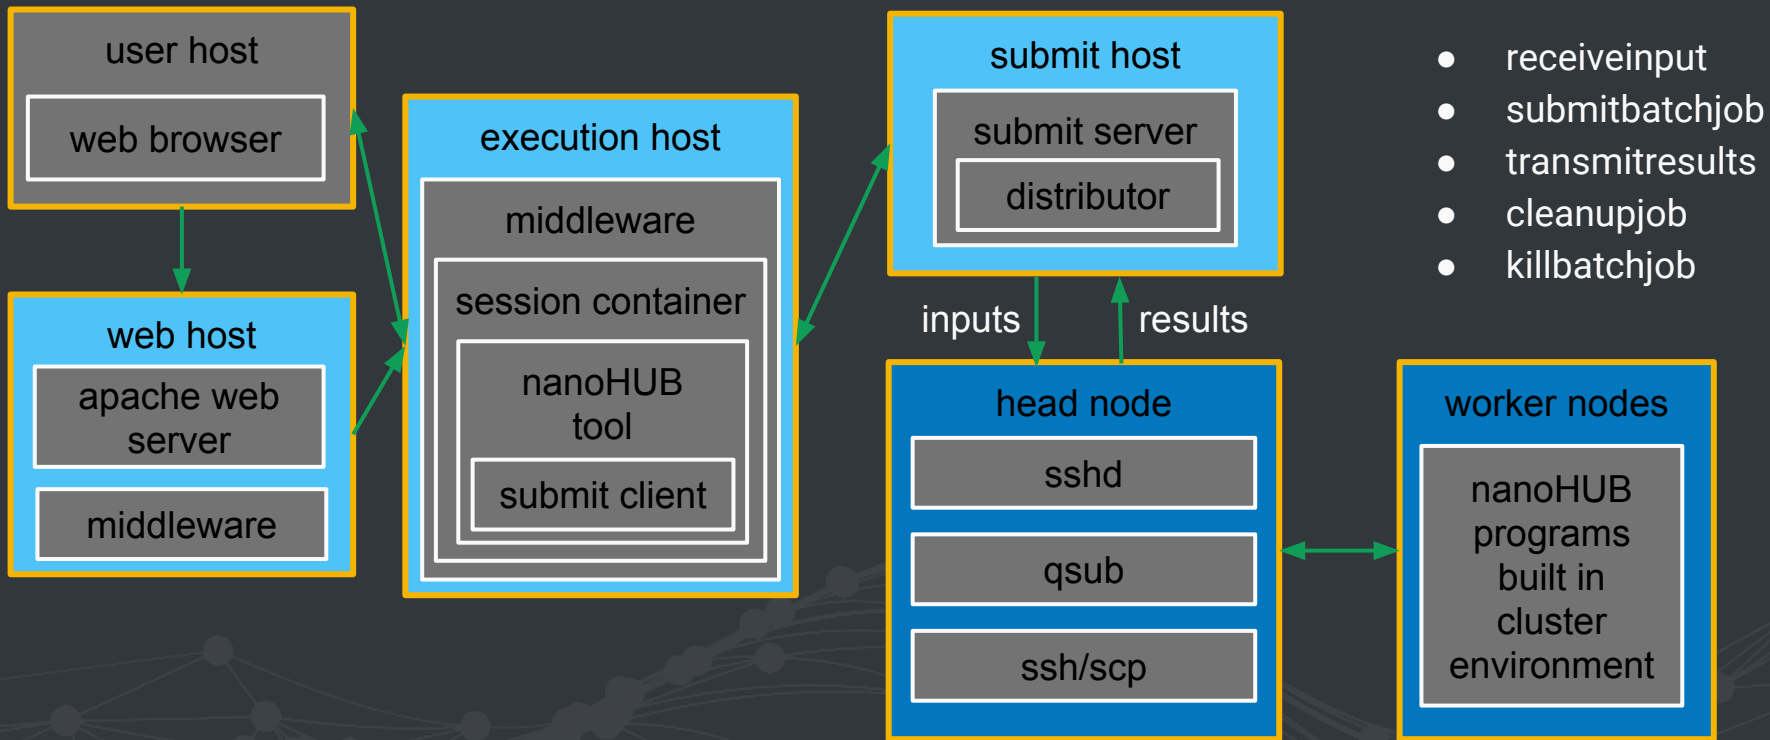 user host
web browser
web host
apache web
server
middleware
execution host
middleware
session container
nanoHUB
tool
submit client
submit host
submit server
distributor
inputs
results
head node
sshd
qsub
ssh/scp
worker nodes
nanoHUB
programs
built in
cluster
environment
● receiveinput
● submitbatchjob
● transmitresults
● cleanupjob
● killbatchjob